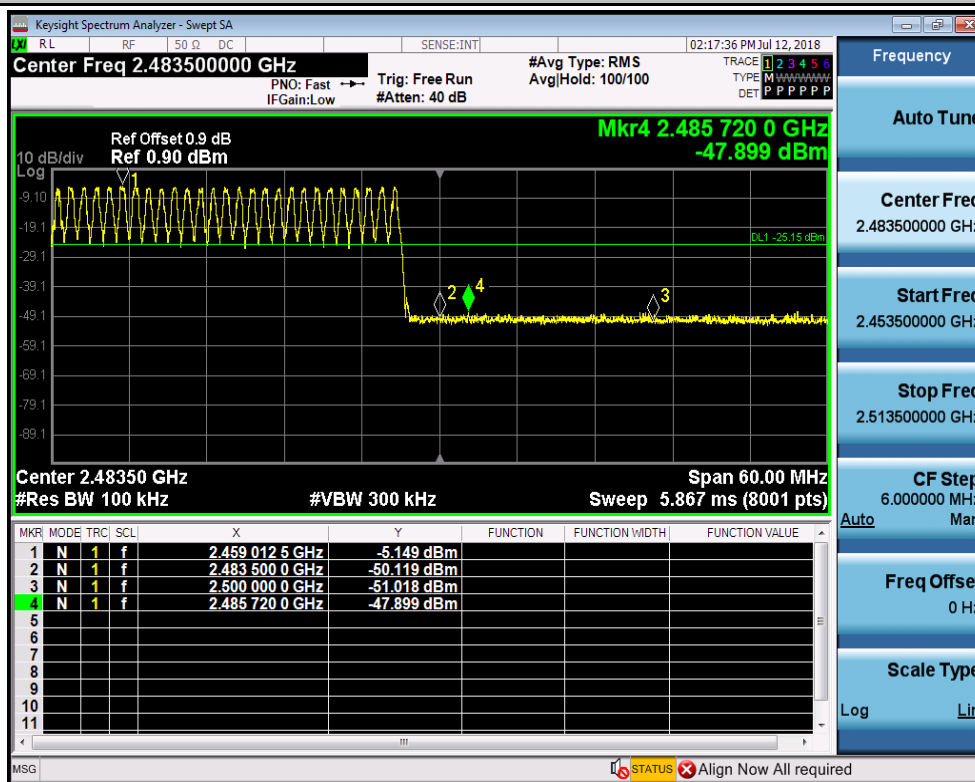 Keysight Spectrum Analyzer - Swept SA
LXI RL RF 50 Ω DC SENSE:INT 02:17:36 PM Jul 12, 2018
Center Freq 2.483500000 GHz
PNO: Fast
IFGain:Low
Trig: Free Run
#Atten: 40 dB
#Avg Type: RMS
Avg|Hold: 100/100
TRACE 1 2 3 4 5 6
TYPE M WWWWW
DET P P P P P P
Mkr4 2.485 720 0 GHz
-47.899 dBm
Ref Offset 0.9 dB
10 dB/div Ref 0.90 dBm
Log
-9.10
-19.1
-29.1
-39.1
-49.1
-59.1
-69.1
-79.1
-89.1
1
2
4
3
DL1 -25.15 dBm
Center 2.48350 GHz Span 60.00 MHz
#Res BW 100 kHz #VBW 300 kHz Sweep 5.867 ms (8001 pts)
MKR MODE TRC SCL X Y FUNCTION FUNCTION WIDTH FUNCTION VALUE
1 N 1 f 2.459 012 5 GHz -5.149 dBm
2 N 1 f 2.483 500 0 GHz -50.119 dBm
3 N 1 f 2.500 000 0 GHz -51.018 dBm
4 N 1 f 2.485 720 0 GHz -47.899 dBm
5
6
7
8
9
10
11
MSG STATUS Align Now All required
Frequency
Auto Tune
Center Freq
2.483500000 GHz
Start Freq
2.453500000 GHz
Stop Freq
2.513500000 GHz
CF Step
6.000000 MHz
Auto Man
Freq Offset
0 Hz
Scale Type
Log Lin